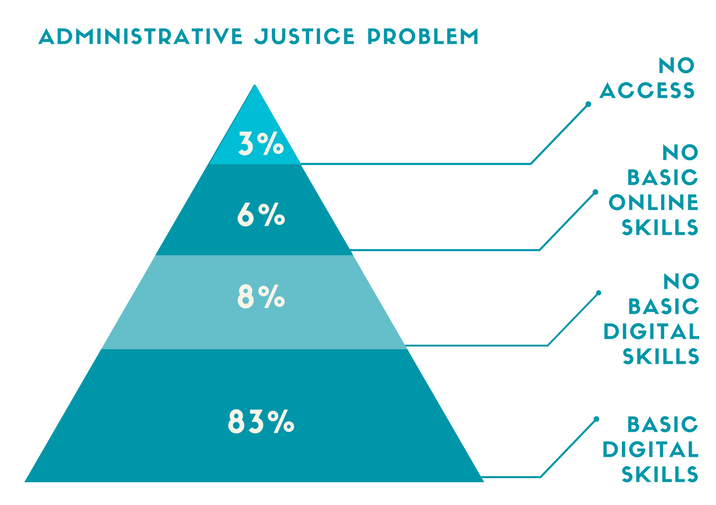 ADMINISTRATIVE JUSTICE PROBLEM
NO
ACCESS
3%
NO
BASIC
ONLINE
SKILLS
6%
NO
BASIC
DIGITAL
SKILLS
8%
BASIC
DIGITAL
SKILLS
83%